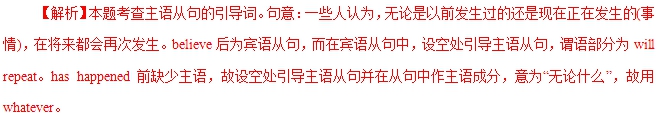 【解析】本题考查主语从句的引导词。句意：一些人认为，无论是以前发生过的还是现在正在发生的(事
情)，在将来都会再次发生。believe 后为宾语从句，而在宾语从句中，设空处引导主语从句，谓语部分为 will
repeat。has happened 前缺少主语，故设空处引导主语从句并在从句中作主语成分，意为“无论什么”，故用
whatever。